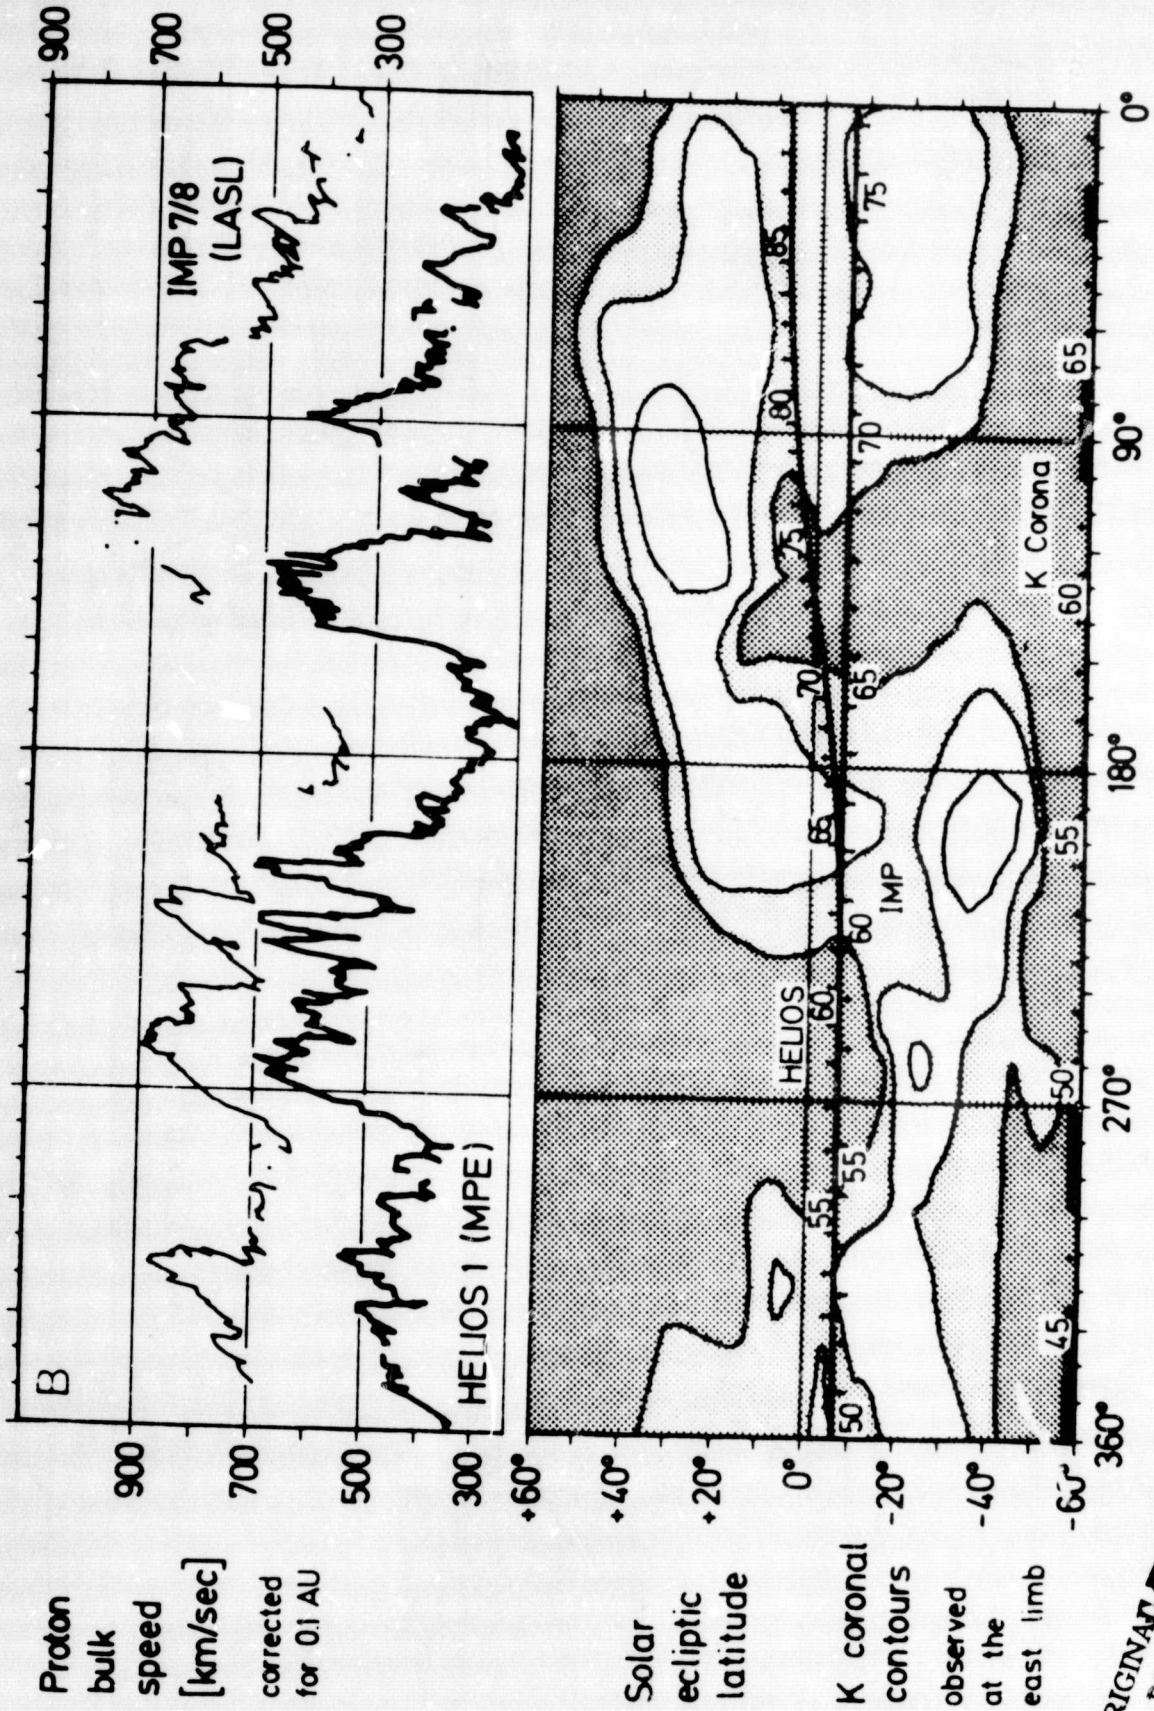 B
IMP 7/8
(LASL)
HELIOS 1 (MPE)
900
700
500
300
900
700
500
300
Proton
bulk
speed
[km/sec]
corrected
for 0.1 AU
+60°
+40°
+20°
0°
-20°
-40°
-60°
Solar
ecliptic
latitude
K coronal
contours
observed
at the
east limb
HELIOS
55
60
65
70
75
80
85
IMP
50
55
60
65
70
75
K Corona
45
50
55
60
65
360°
270°
180°
90°
0°